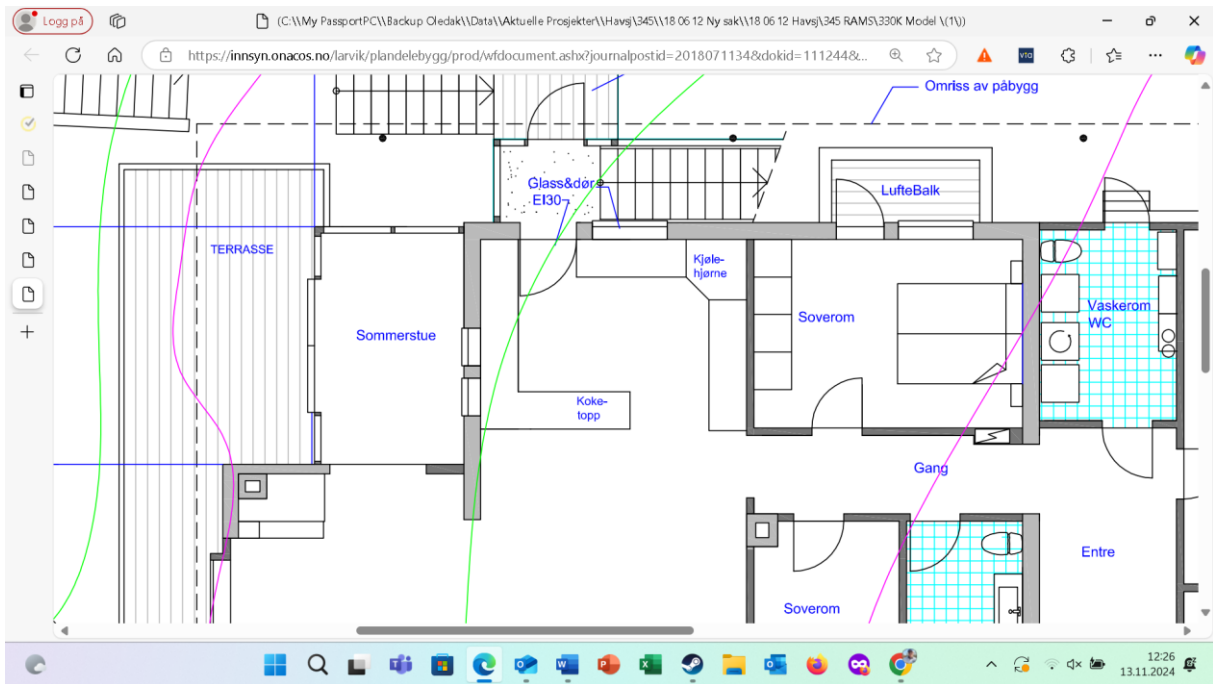 Logg på
(C:\\My PassportPC\\Backup Oledak\\Data\\Aktuelle Prosjekter\\Havsj\345\\18 06 12 Ny sak\\18 06 12 Havsj\345 RAMS\330K Model \(1\))
https://innsyn.onacos.no/larvik/plandelebygg/prod/wfdocument.ashx?journalpostid=2018071134&dokid=111244&...
vta
Omriss av påbygg
Glass&dør
EI30
LufteBalk
TERRASSE
Kjøle-
hjørne
Sommerstue
Soverom
Vaskerom
WC
Koke-
topp
Gang
Entre
Soverom
12:26
13.11.2024